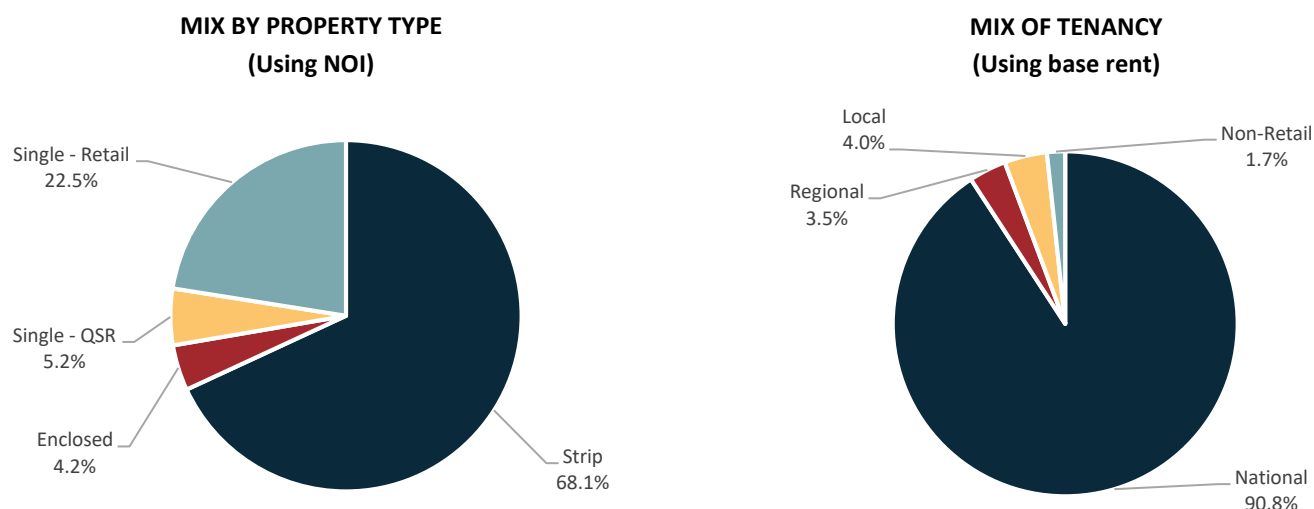 MIX BY PROPERTY TYPE
(Using NOI)
Single - Retail
22.5%
Single - QSR
5.2%
Enclosed
4.2%
Strip
68.1%
MIX OF TENANCY
(Using base rent)
Local
4.0%
Non-Retail
1.7%
Regional
3.5%
National
90.8%